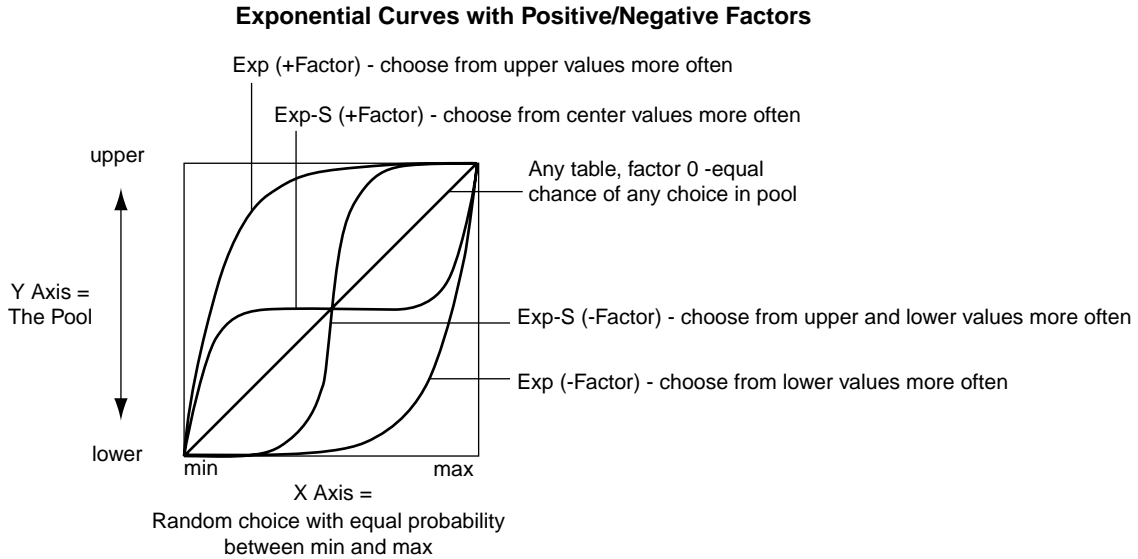 Exponential Curves with Positive/Negative Factors
Exp (+Factor) - choose from upper values more often
Exp-S (+Factor) - choose from center values more often
upper
Any table, factor 0 -equal
chance of any choice in pool
Y Axis =
The Pool
Exp-S (-Factor) - choose from upper and lower values more often
Exp (-Factor) - choose from lower values more often
lower
min
max
X Axis =
Random choice with equal probability
between min and max